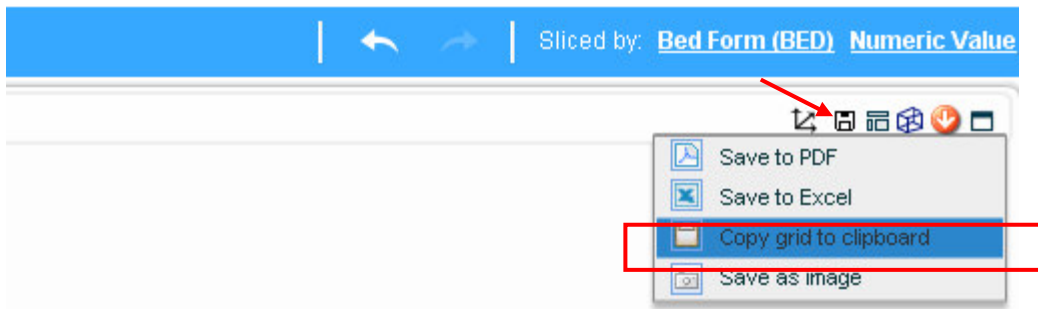 Sliced by: Bed Form (BED) Numeric Value
Save to PDF
Save to Excel
Copy grid to clipboard
Save as image